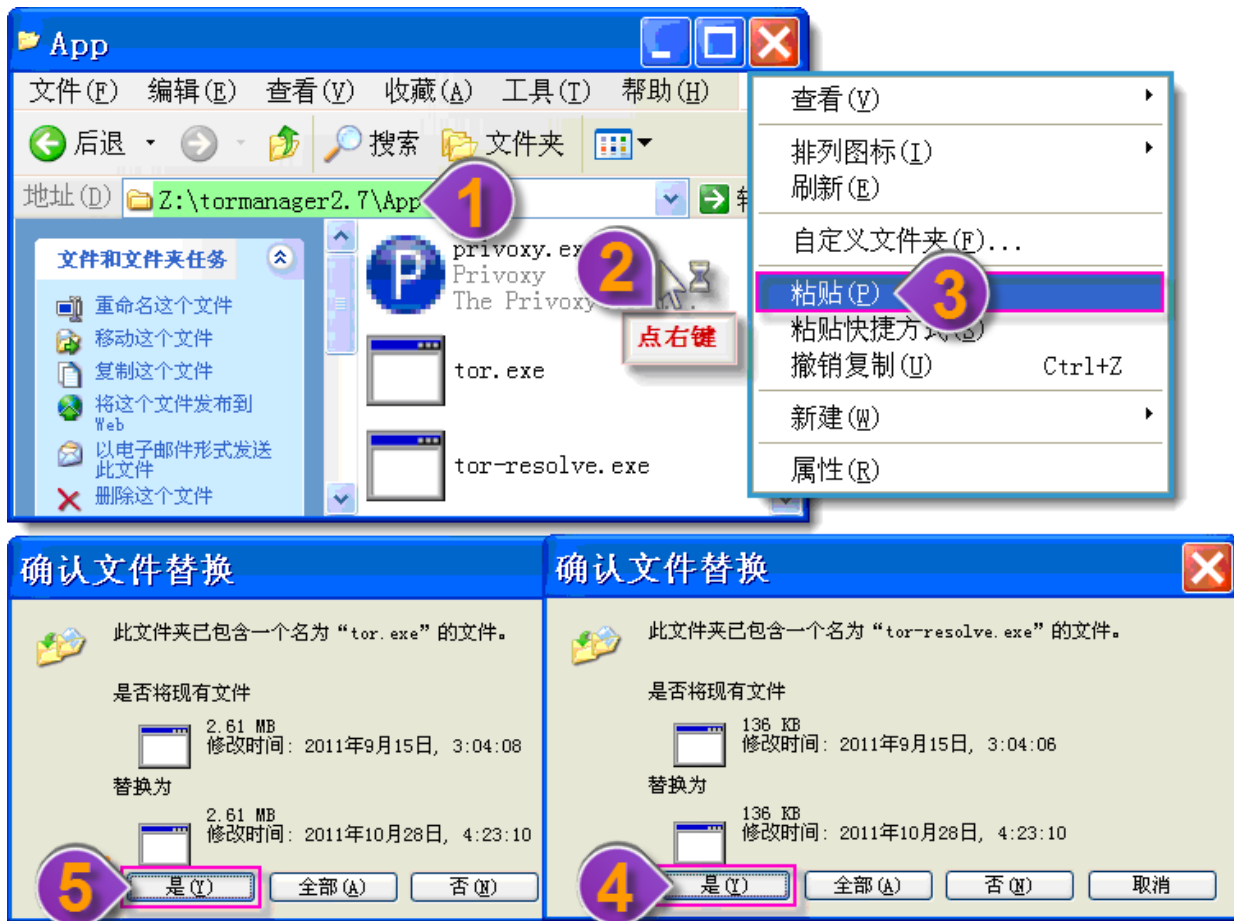 App
文件(F) 编辑(E) 查看(V) 收藏(A) 工具(T) 帮助(H)
后退 搜索 文件夹
地址(D) Z:\tormanager2.7\App
1
文件和文件夹任务
重命名这个文件
移动这个文件
复制这个文件
将这个文件发布到
Web
以电子邮件形式发送
此文件
删除这个文件
Privoxy
The Privoxy
2
点右键
tor.exe
tor-resolve.exe
查看(V)
排列图标(I)
刷新(E)
自定义文件夹(F)...
粘贴(P)
3
粘贴快捷方式(S)
撤销复制(U) Ctrl+Z
新建(W)
属性(R)
确认文件替换
此文件夹已包含一个名为“tor.exe”的文件。
是否将现有文件
2.61 MB
修改时间: 2011年9月15日, 3:04:08
替换为
2.61 MB
修改时间: 2011年10月28日, 4:23:10
5
是(Y) 全部(A) 否(N)
确认文件替换
此文件夹已包含一个名为“tor-resolve.exe”的文件。
是否将现有文件
136 KB
修改时间: 2011年9月15日, 3:04:06
替换为
136 KB
修改时间: 2011年10月28日, 4:23:10
4
是(Y) 全部(A) 否(N) 取消